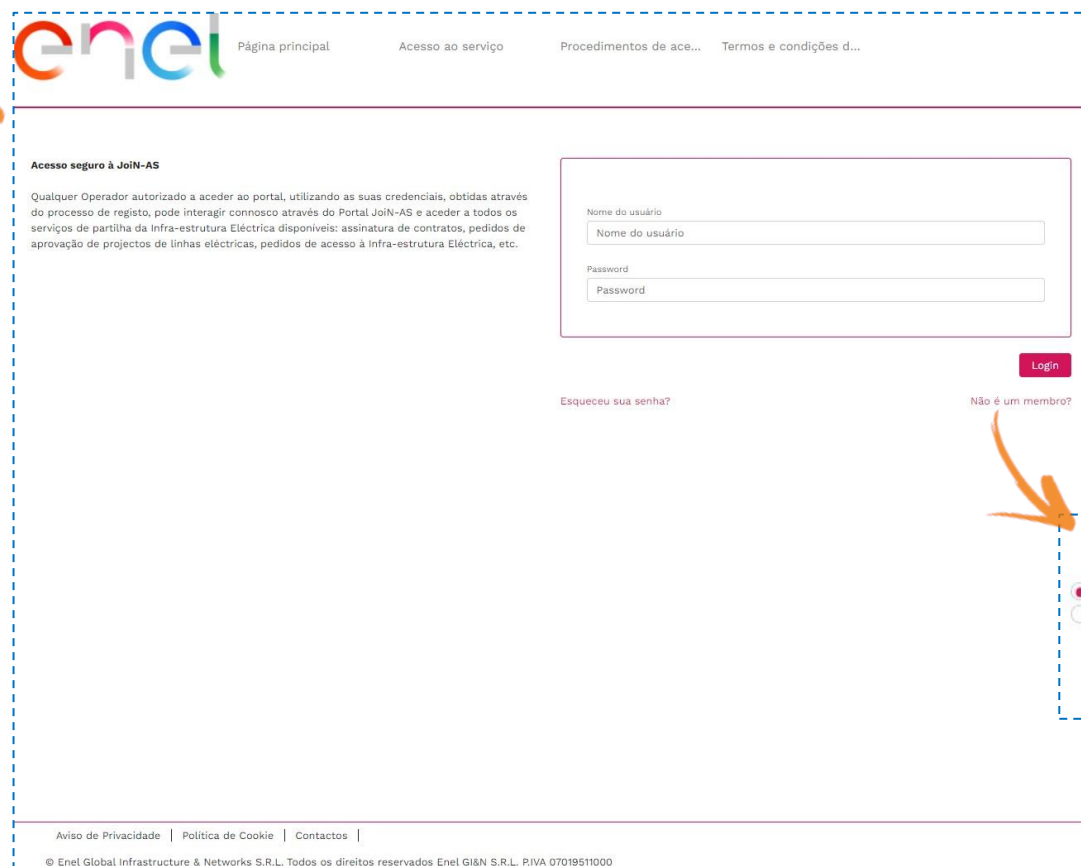 enel
Página principal Acesso ao serviço Procedimentos de ace... Termos e condições d...
Acesso seguro à JoiN-AS
Qualquer Operador autorizado a aceder ao portal, utilizando as suas credenciais, obtidas através
do processo de registo, pode interagir connosco através do Portal JoiN-AS e aceder a todos os
serviços de partilha da Infra-estrutura Eléctrica disponíveis: assinatura de contratos, pedidos de
aprovação de projectos de linhas eléctricas, pedidos de acesso à Infra-estrutura Eléctrica, etc.
Nome do usuário
Nome do usuário
Password
Password
Login
Esqueceu sua senha? Não é um membro?
Aviso de Privacidade | Política de Cookie | Contactos |
© Enel Global Infrastructure & Networks S.R.L. Todos os direitos reservados Enel GI&N S.R.L. P.IVA 07019511000